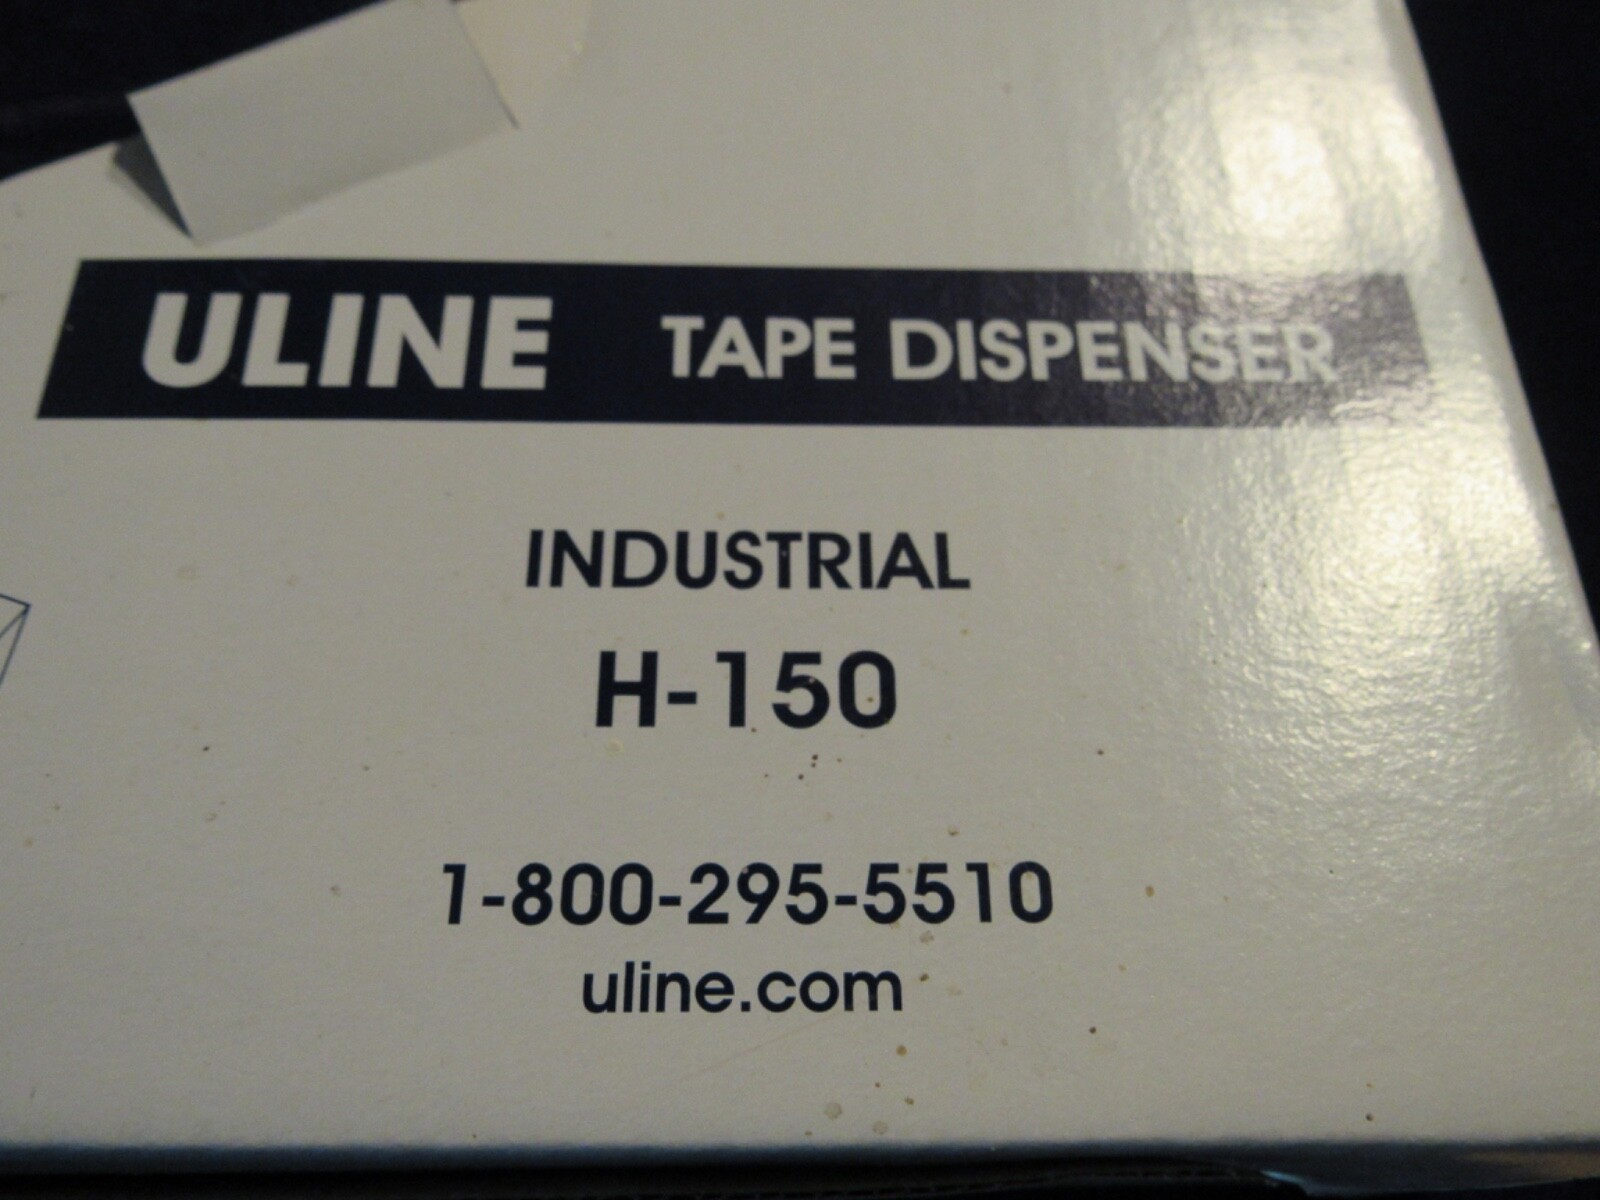 ULINE TAPE DISPENSER
INDUSTRIAL
H-150
1-800-295-5510
uline.com